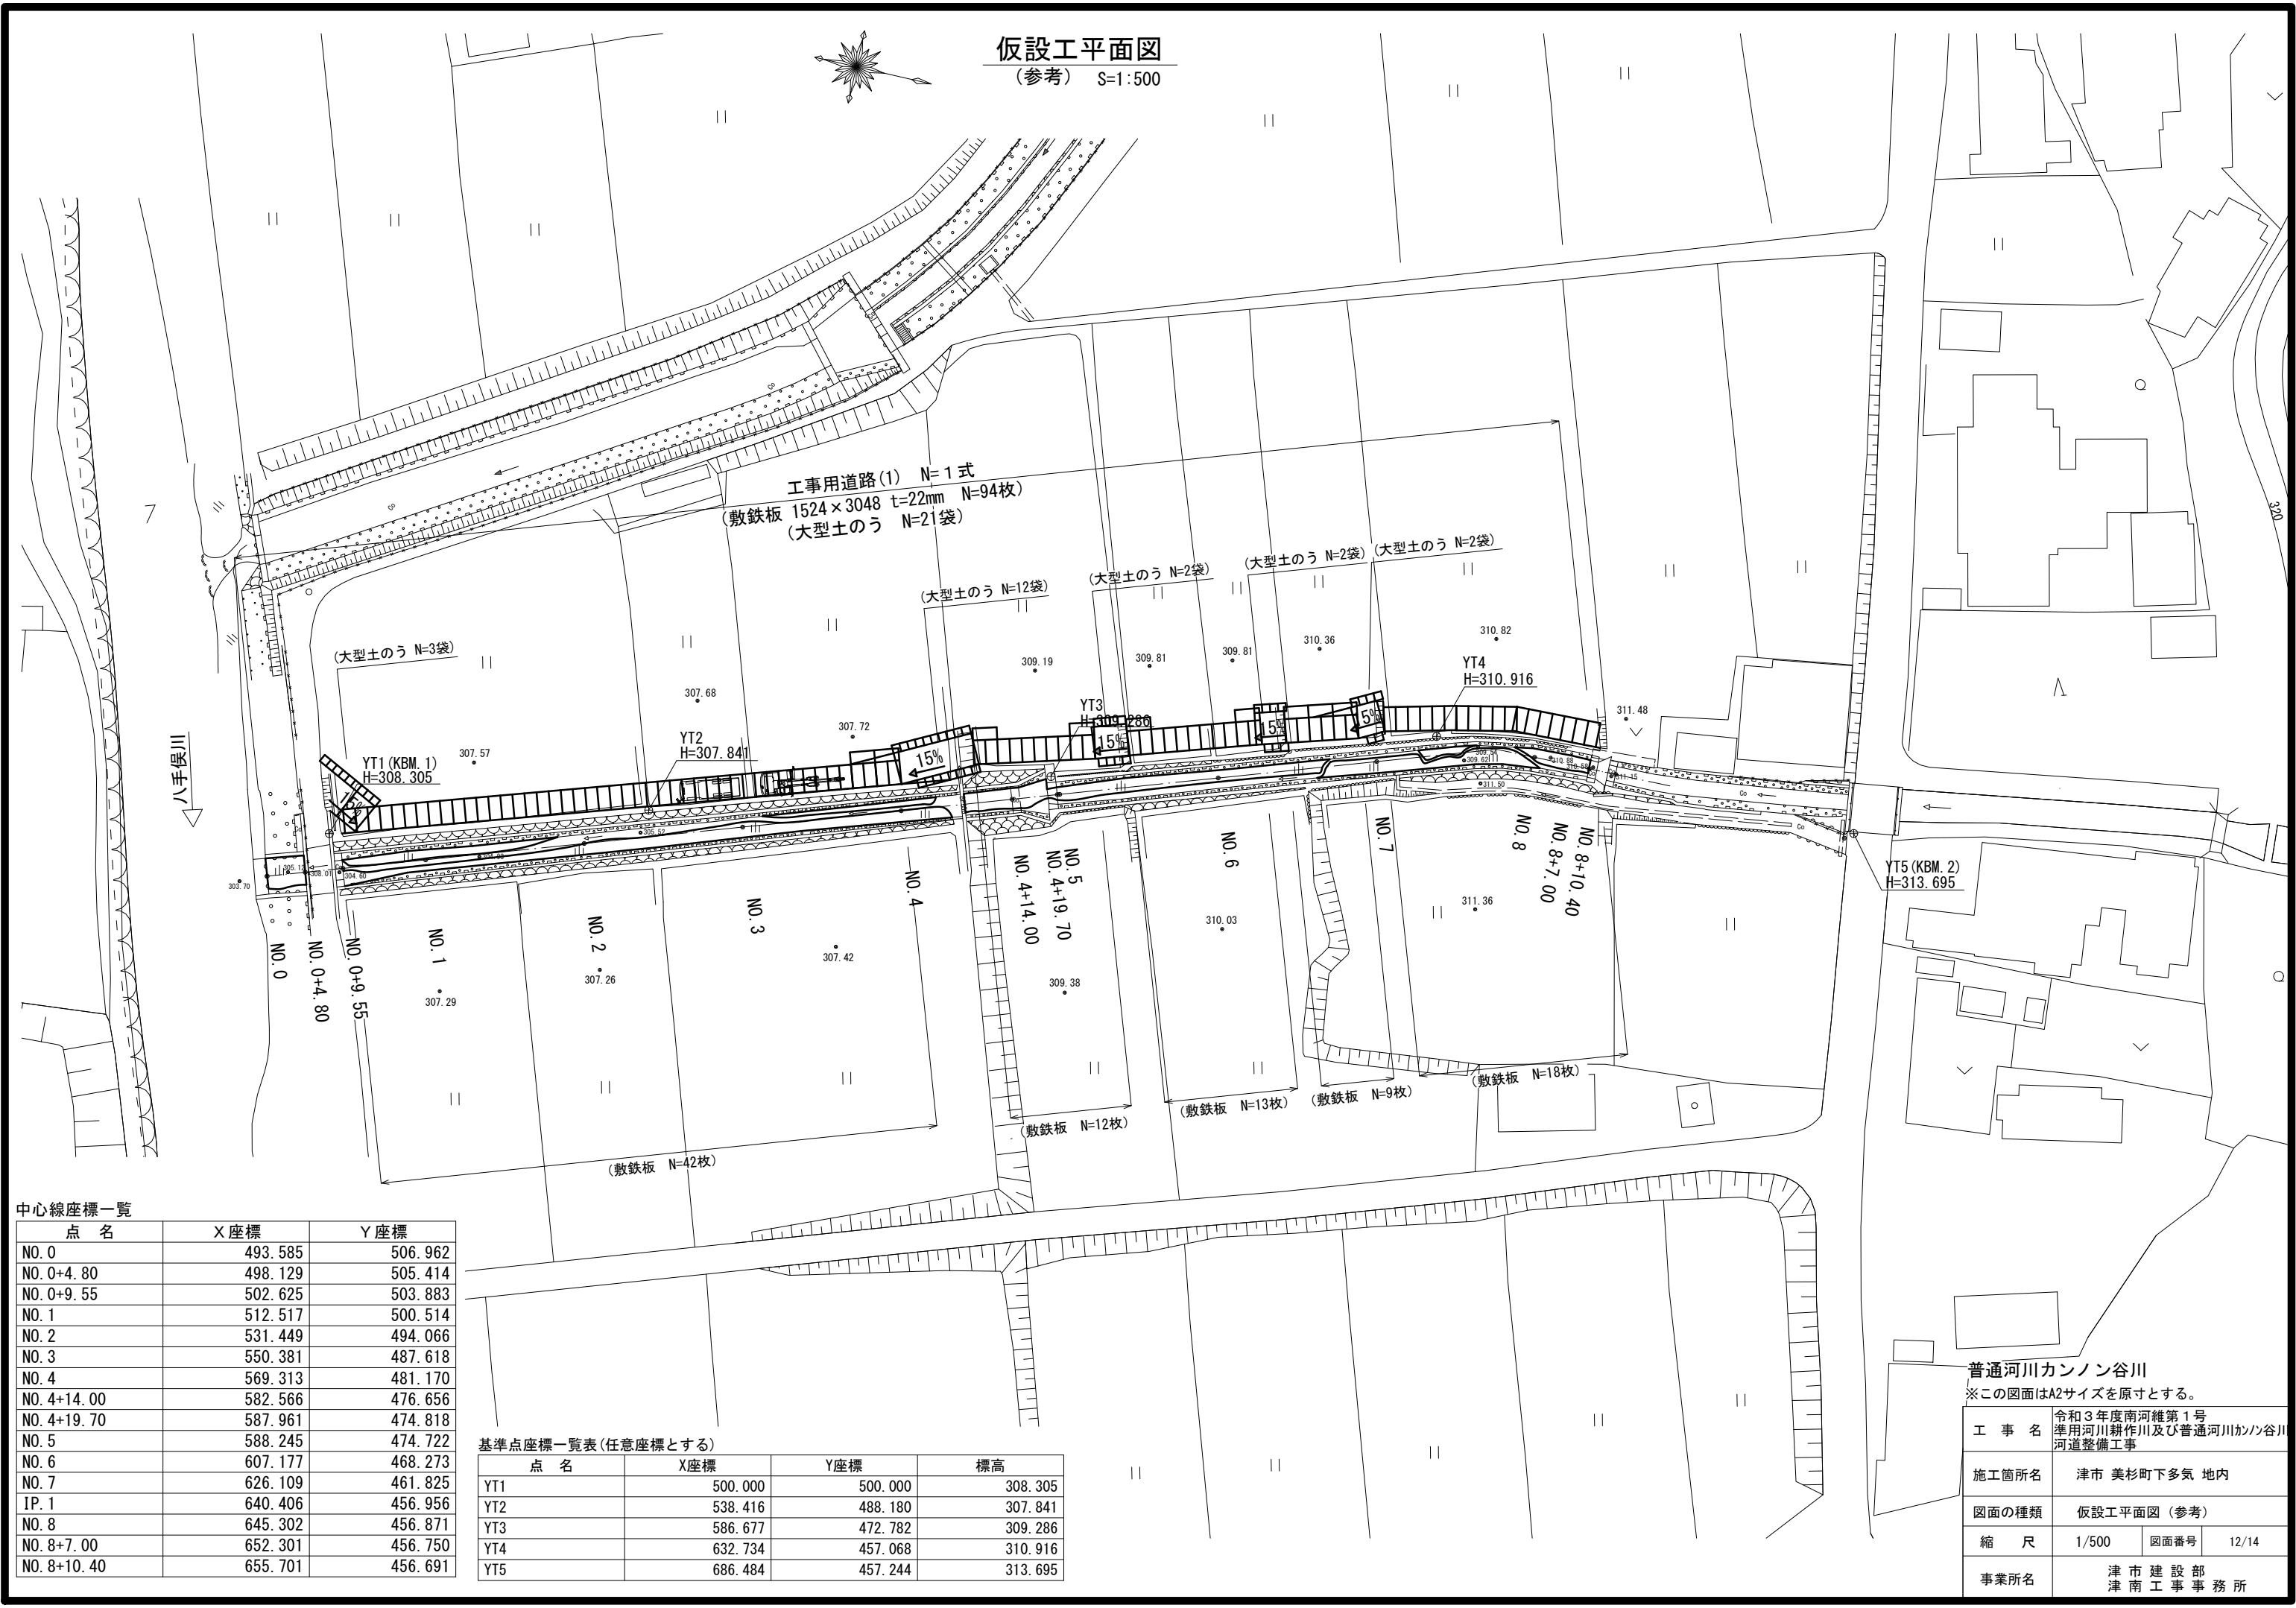 仮設工平面図
（参考） S=1:500
工事用道路(1) N=１式
(敷鉄板 1524×3048 t=22mm N=94枚)
(大型土のう N=21袋)
(大型土のう N=3袋)
(大型土のう N=12袋)
(大型土のう N=2袋)
(大型土のう N=2袋)
(大型土のう N=2袋)
八手俣川
YT1(KBM.1)
H=308.305
YT2
H=307.841
YT3
H=309.286
YT4
H=310.916
YT5(KBM.2)
H=313.695
307.57
307.68
307.72
309.19
309.81
309.81
310.36
310.82
311.48
15%
15%
15%
15%
5%
303.70
305.12
308.01
304.60
305.52
309.62
309.54
311.50
311.15
Co
Co
320
NO.0
NO.0+4.80
NO.0+9.55
NO.1
NO.2
NO.3
NO.4
NO.4+14.00
NO.4+19.70
NO.5
NO.6
NO.7
NO.8
NO.8+7.00
NO.8+10.40
307.29
307.26
307.42
309.38
310.03
311.36
(敷鉄板 N=42枚)
(敷鉄板 N=12枚)
(敷鉄板 N=13枚)
(敷鉄板 N=9枚)
(敷鉄板 N=18枚)
中心線座標一覧
点 名 X座標 Y座標
NO.0 493.585 506.962
NO.0+4.80 498.129 505.414
NO.0+9.55 502.625 503.883
NO.1 512.517 500.514
NO.2 531.449 494.066
NO.3 550.381 487.618
NO.4 569.313 481.170
NO.4+14.00 582.566 476.656
NO.4+19.70 587.961 474.818
NO.5 588.245 474.722
NO.6 607.177 468.273
NO.7 626.109 461.825
IP.1 640.406 456.956
NO.8 645.302 456.871
NO.8+7.00 652.301 456.750
NO.8+10.40 655.701 456.691
基準点座標一覧表(任意座標とする)
点 名 X座標 Y座標 標高
YT1 500.000 500.000 308.305
YT2 538.416 488.180 307.841
YT3 586.677 472.782 309.286
YT4 632.734 457.068 310.916
YT5 686.484 457.244 313.695
普通河川カンノン谷川
※この図面はA2サイズを原寸とする。
工 事 名 令和３年度南河維第１号
準用河川耕作川及び普通河川ｶﾝﾉﾝ谷川
河道整備工事
施工箇所名 津市 美杉町下多気 地内
図面の種類 仮設工平面図（参考）
縮 尺 1/500 図面番号 12/14
事業所名 津 市 建 設 部
津 南 工 事 事 務 所